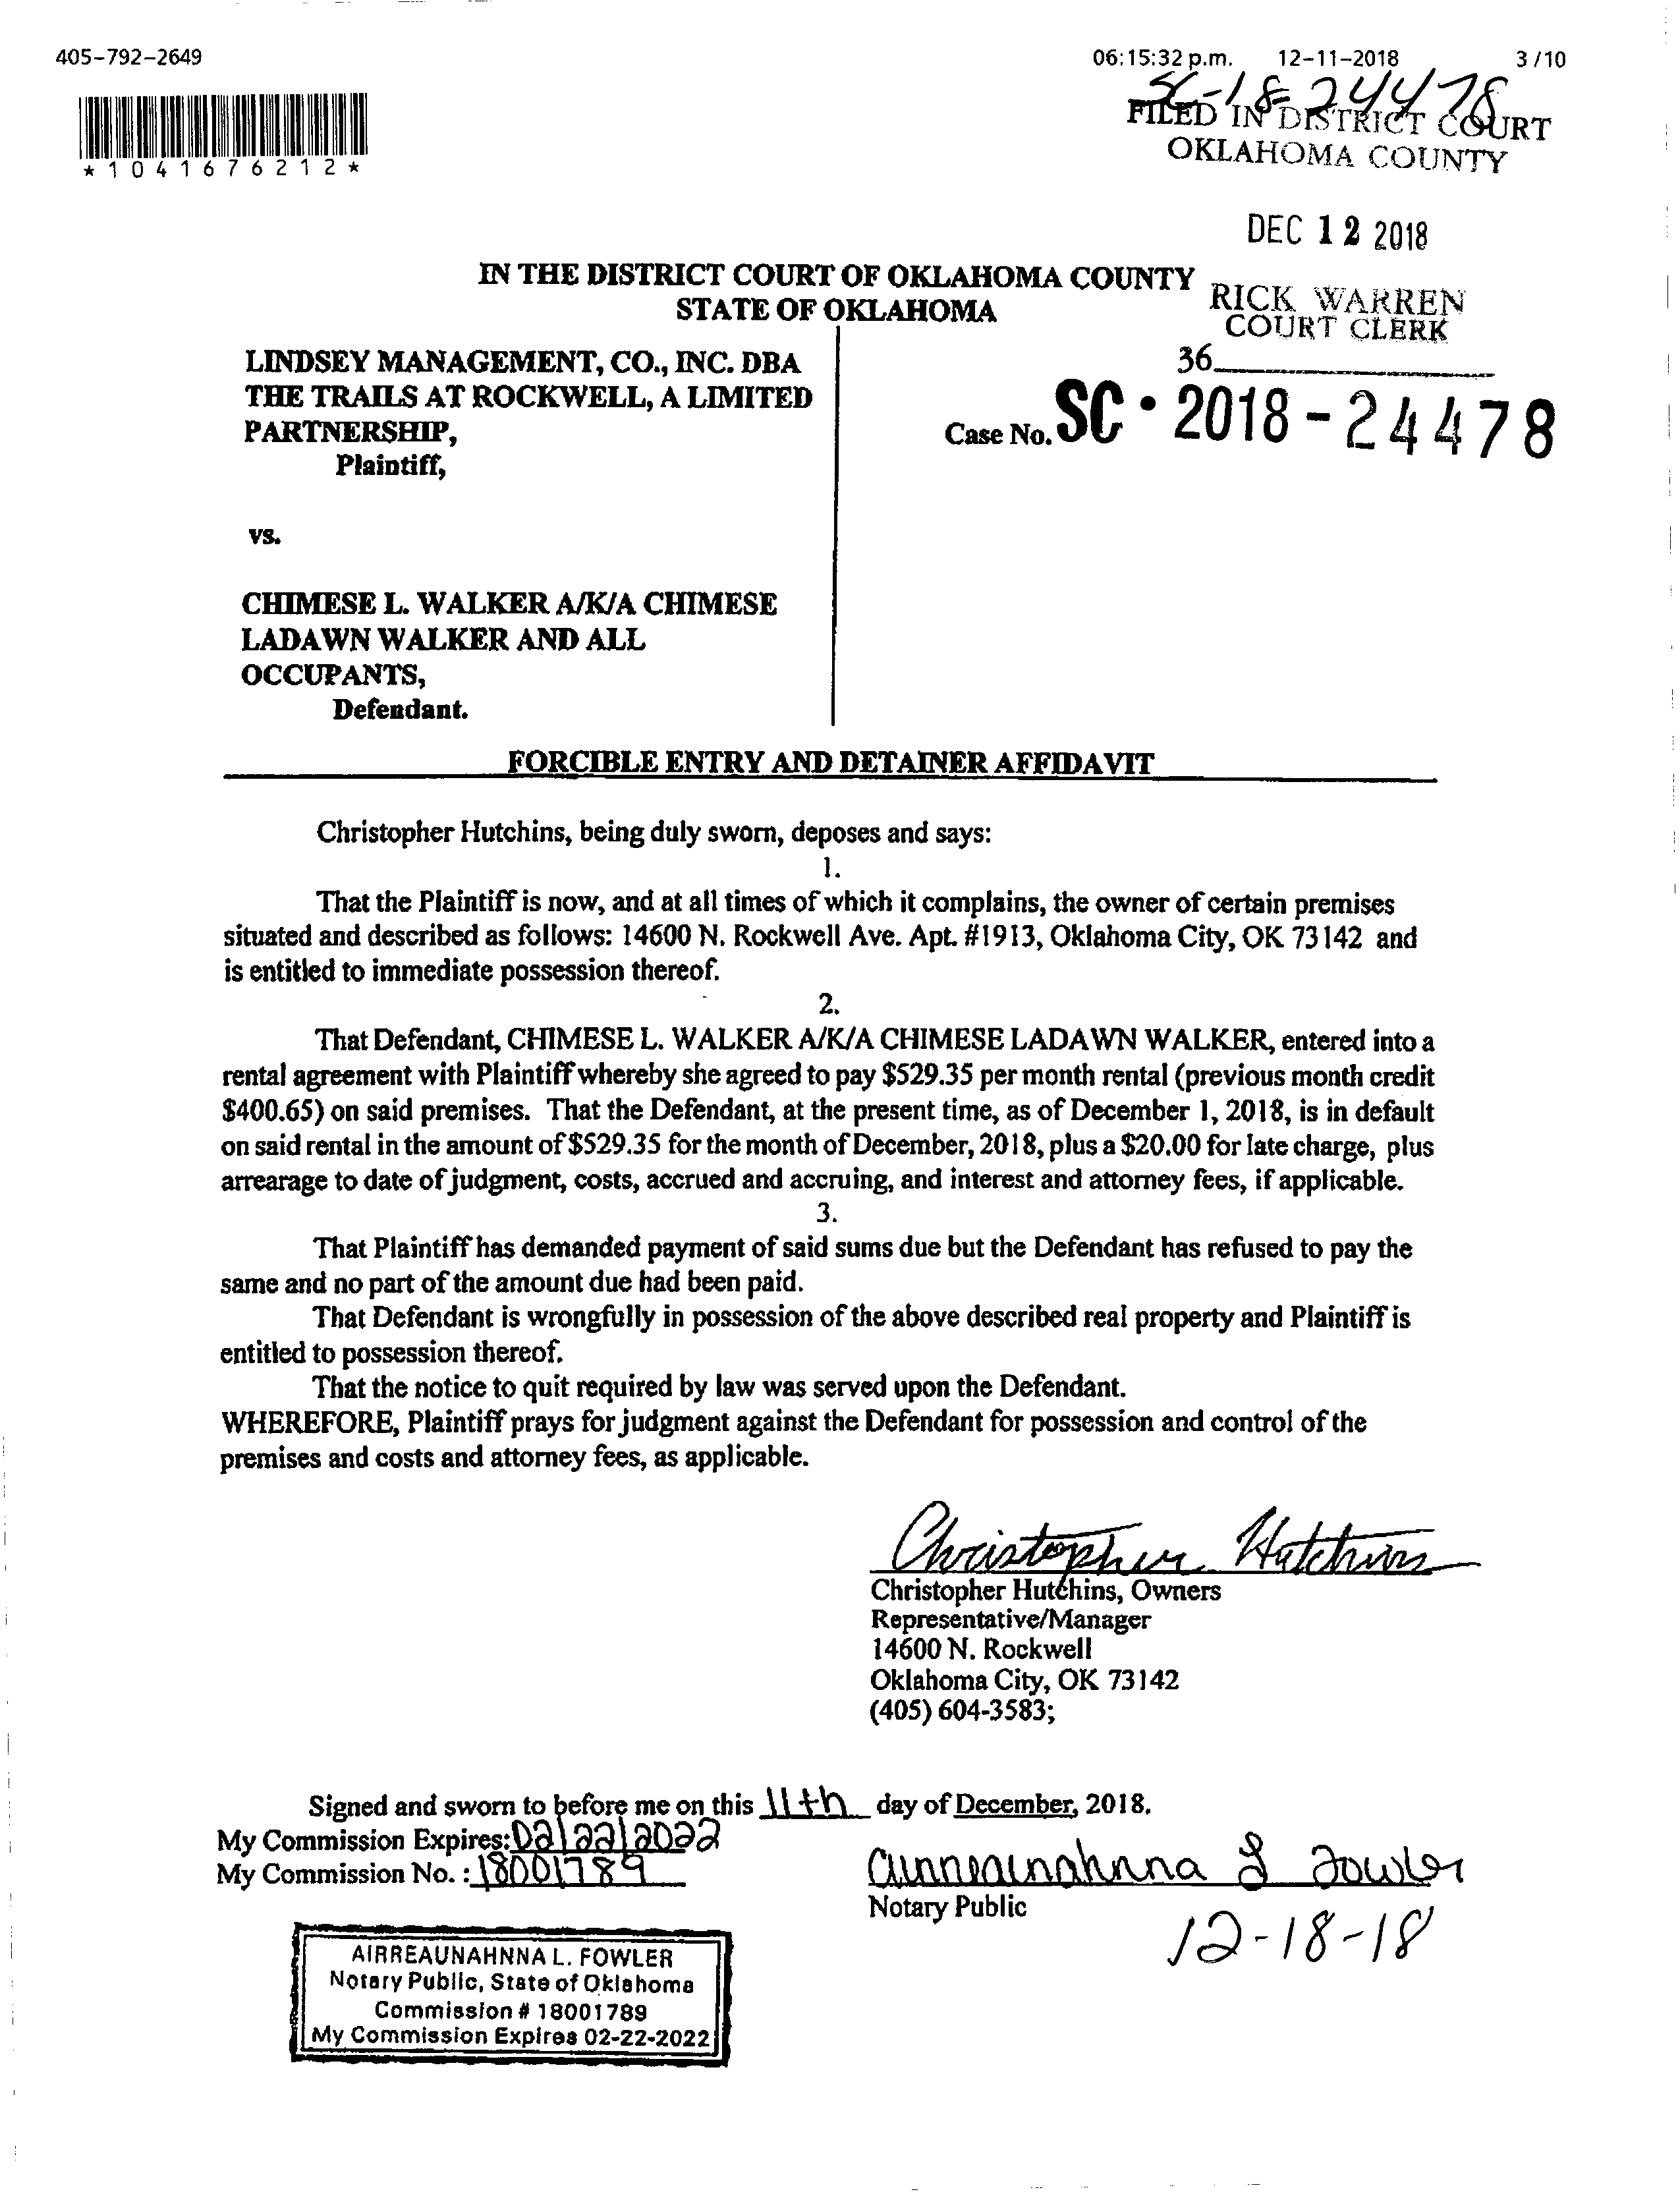 405-792-2649 06:15:32 p.m. 12-11-2018 3/10
SC-18-24478
FILED IN DISTRICT COURT
OKLAHOMA COUNTY
*1041676212*
DEC 12 2018
IN THE DISTRICT COURT OF OKLAHOMA COUNTY
STATE OF OKLAHOMA
RICK WARREN
COURT CLERK
36
LINDSEY MANAGEMENT, CO., INC. DBA
THE TRAILS AT ROCKWELL, A LIMITED
PARTNERSHIP,
Plaintiff,
Case No. SC • 2018 - 24478
vs.
CHIMESE L. WALKER A/K/A CHIMESE
LADAWN WALKER AND ALL
OCCUPANTS,
Defendant.
FORCIBLE ENTRY AND DETAINER AFFIDAVIT
Christopher Hutchins, being duly sworn, deposes and says:
1.
That the Plaintiff is now, and at all times of which it complains, the owner of certain premises
situated and described as follows: 14600 N. Rockwell Ave. Apt. #1913, Oklahoma City, OK 73142 and
is entitled to immediate possession thereof.
2.
That Defendant, CHIMESE L. WALKER A/K/A CHIMESE LADAWN WALKER, entered into a
rental agreement with Plaintiff whereby she agreed to pay $529.35 per month rental (previous month credit
$400.65) on said premises. That the Defendant, at the present time, as of December 1, 2018, is in default
on said rental in the amount of $529.35 for the month of December, 2018, plus a $20.00 for late charge, plus
arrearage to date of judgment, costs, accrued and accruing, and interest and attorney fees, if applicable.
3.
That Plaintiff has demanded payment of said sums due but the Defendant has refused to pay the
same and no part of the amount due had been paid.
That Defendant is wrongfully in possession of the above described real property and Plaintiff is
entitled to possession thereof.
That the notice to quit required by law was served upon the Defendant.
WHEREFORE, Plaintiff prays for judgment against the Defendant for possession and control of the
premises and costs and attorney fees, as applicable.
Christopher Hutchins
Christopher Hutchins, Owners
Representative/Manager
14600 N. Rockwell
Oklahoma City, OK 73142
(405) 604-3583;
Signed and sworn to before me on this 11th day of December, 2018.
My Commission Expires: 02/22/2022
My Commission No. : 18001789
L Fowler
Notary Public
12-18-18
AIRREAUNAHNNA L. FOWLER
Notary Public, State of Oklahoma
Commission # 18001789
My Commission Expires 02-22-2022